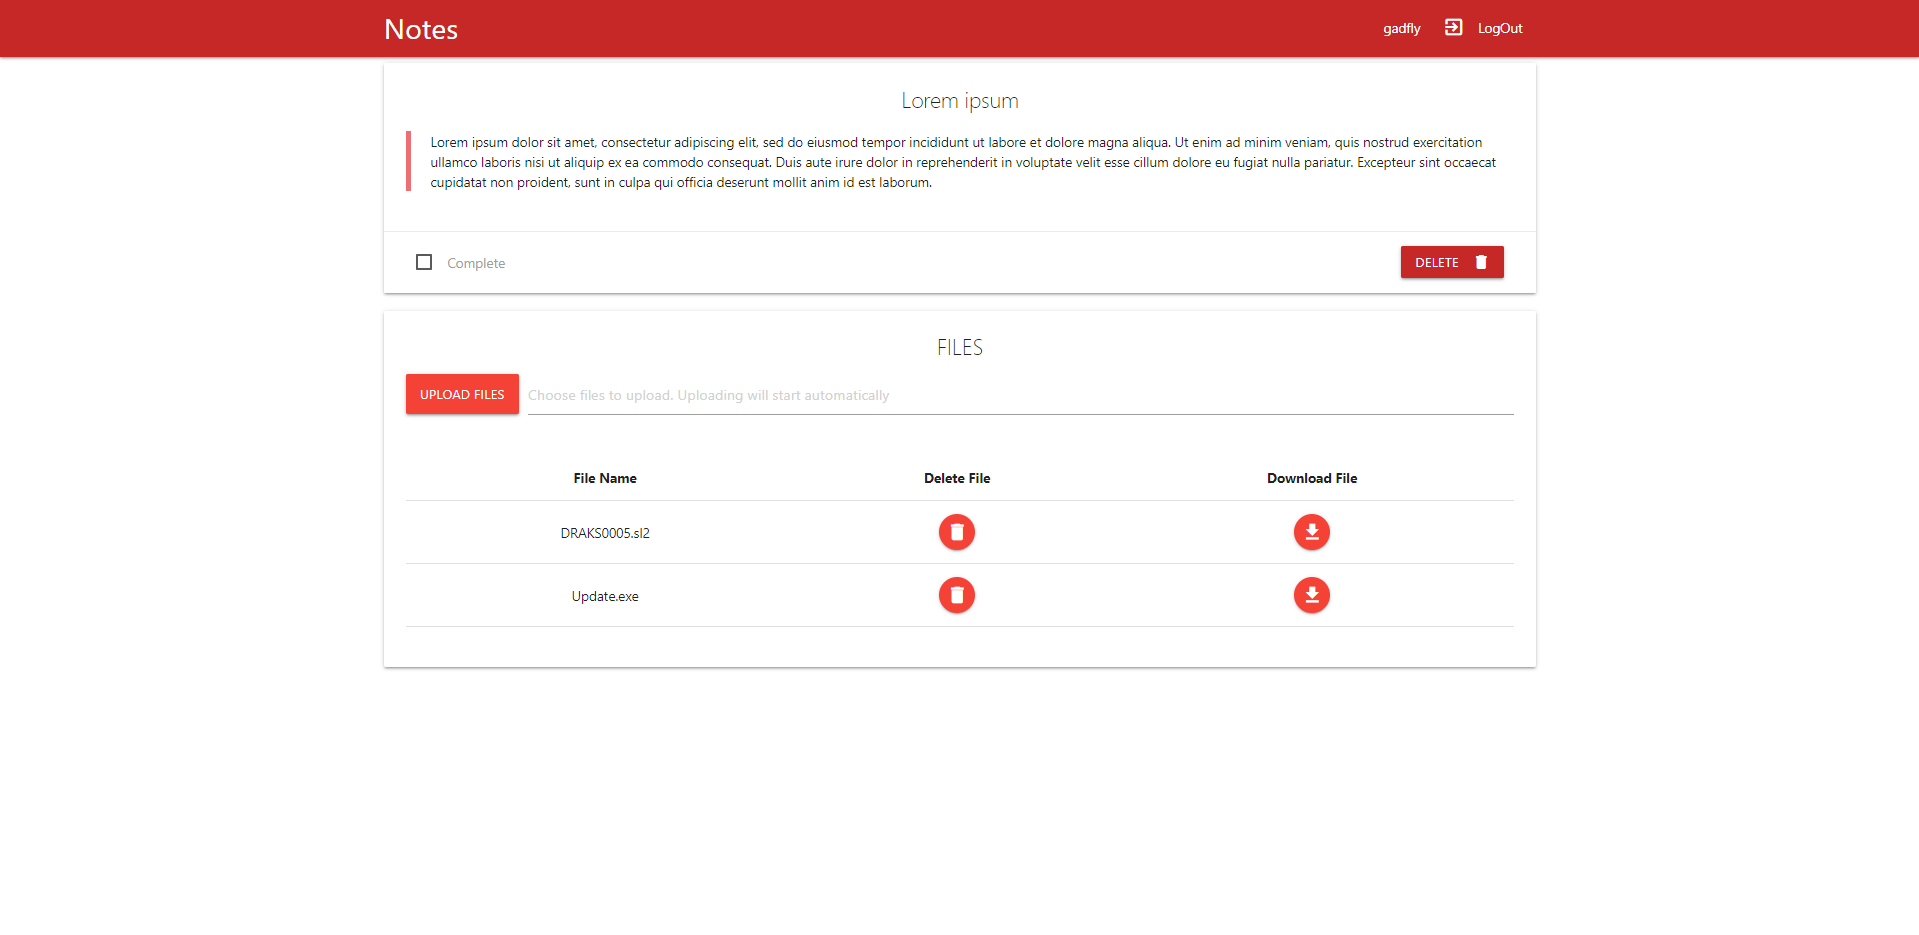 Notes
gadfly LogOut
Lorem ipsum
Lorem ipsum dolor sit amet, consectetur adipiscing elit, sed do eiusmod tempor incididunt ut labore et dolore magna aliqua. Ut enim ad minim veniam, quis nostrud exercitation
ullamco laboris nisi ut aliquip ex ea commodo consequat. Duis aute irure dolor in reprehenderit in voluptate velit esse cillum dolore eu fugiat nulla pariatur. Excepteur sint occaecat
cupidatat non proident, sunt in culpa qui officia deserunt mollit anim id est laborum.
Complete
DELETE
FILES
UPLOAD FILES
Choose files to upload. Uploading will start automatically
File Name Delete File Download File
DRAKS0005.sl2
Update.exe